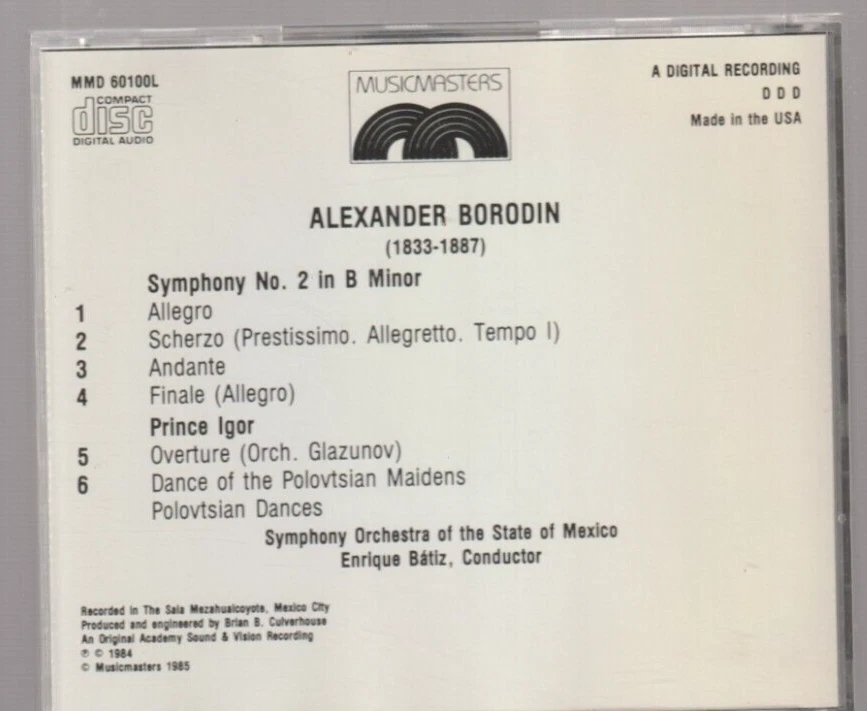 MMD 60100L
COMPACT
disc
DIGITAL AUDIO
MUSICMASTERS
A DIGITAL RECORDING
D D D
Made in the USA
ALEXANDER BORODIN
(1833-1887)
Symphony No. 2 in B Minor
1 Allegro
2 Scherzo (Prestissimo. Allegretto. Tempo I)
3 Andante
4 Finale (Allegro)
Prince Igor
5 Overture (Orch. Glazunov)
6 Dance of the Polovtsian Maidens
Polovtsian Dances
Symphony Orchestra of the State of Mexico
Enrique Bátiz, Conductor
Recorded in The Sala Mezahualcoyote, Mexico City
Produced and engineered by Brian B. Culverhouse
An Original Academy Sound & Vision Recording
℗ © 1984
© Musicmasters 1985